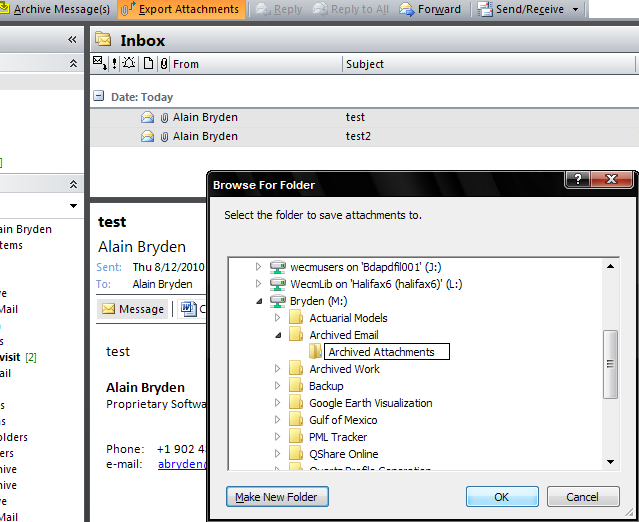 Archive Message(s) Export Attachments Reply Reply to All Forward Send/Receive
Inbox
From Subject
Date: Today
Alain Bryden test
Alain Bryden test2
Browse For Folder
Select the folder to save attachments to.
wecmusers on 'Bdapdfil001' (J:)
WecmLib on 'Halifax6 (halifax6)' (L:)
Bryden (M:)
Actuarial Models
Archived Email
Archived Attachments
Archived Work
Backup
Google Earth Visualization
Gulf of Mexico
PML Tracker
QShare Online
Make New Folder OK Cancel
test
Alain Bryden
Sent: Thu 8/12/2010
To: Alain Bryden
Message C
test
Alain Bryden
Proprietary Softwa
Phone: +1 902 4
e-mail: abryden
]
ain Bryden
tems
ve
Mail
s
visit [2]
ail
s
olders
ers
hive
hive
ve
Mail
s